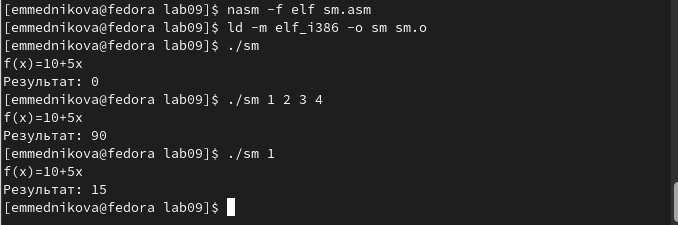 [emmednikova@fedora lab09]$ nasm -f elf sm.asm
[emmednikova@fedora lab09]$ ld -m elf_i386 -o sm sm.o
[emmednikova@fedora lab09]$ ./sm
f(x)=10+5x
Результат: 0
[emmednikova@fedora lab09]$ ./sm 1 2 3 4
f(x)=10+5x
Результат: 90
[emmednikova@fedora lab09]$ ./sm 1
f(x)=10+5x
Результат: 15
[emmednikova@fedora lab09]$